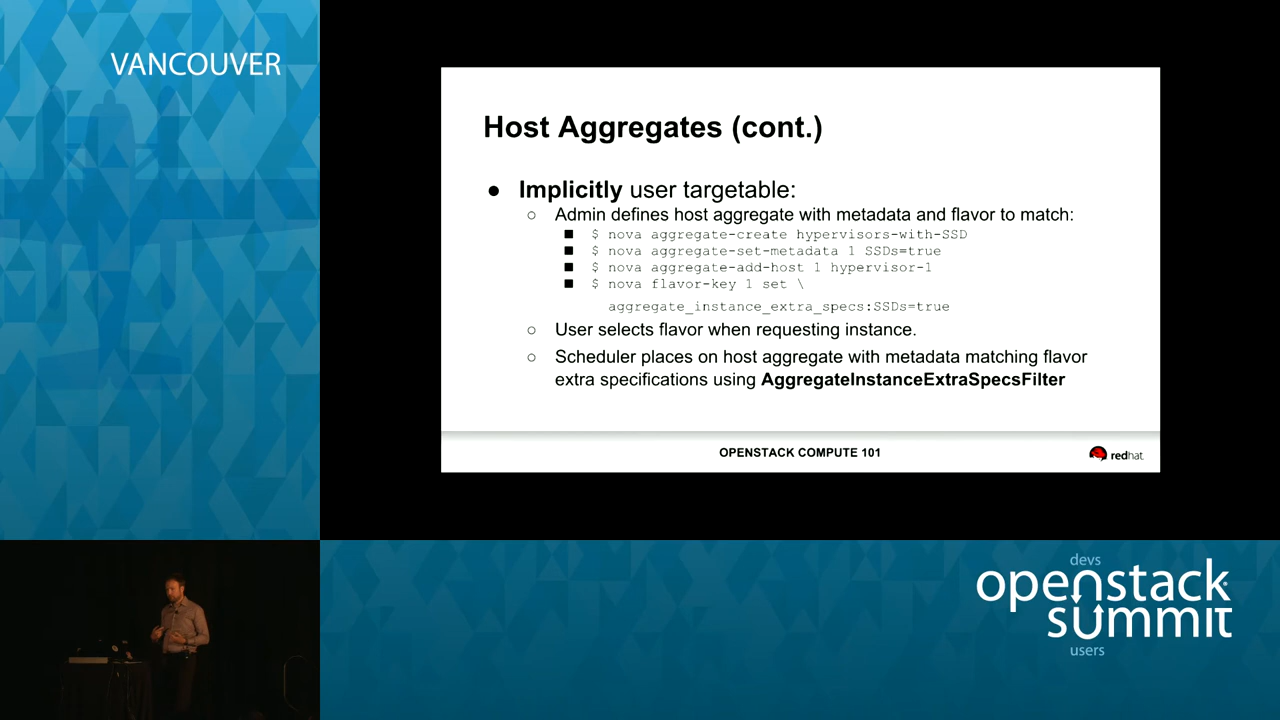 VANCOUVER
Host Aggregates (cont.)
● Implicitly user targetable:
○ Admin defines host aggregate with metadata and flavor to match:
■ $ nova aggregate-create hypervisors-with-SSD
■ $ nova aggregate-set-metadata 1 SSDs=true
■ $ nova aggregate-add-host 1 hypervisor-1
■ $ nova flavor-key 1 set \
aggregate_instance_extra_specs:SSDs=true
○ User selects flavor when requesting instance.
○ Scheduler places on host aggregate with metadata matching flavor
extra specifications using AggregateInstanceExtraSpecsFilter
OPENSTACK COMPUTE 101
redhat
devs
openstack
summit
users